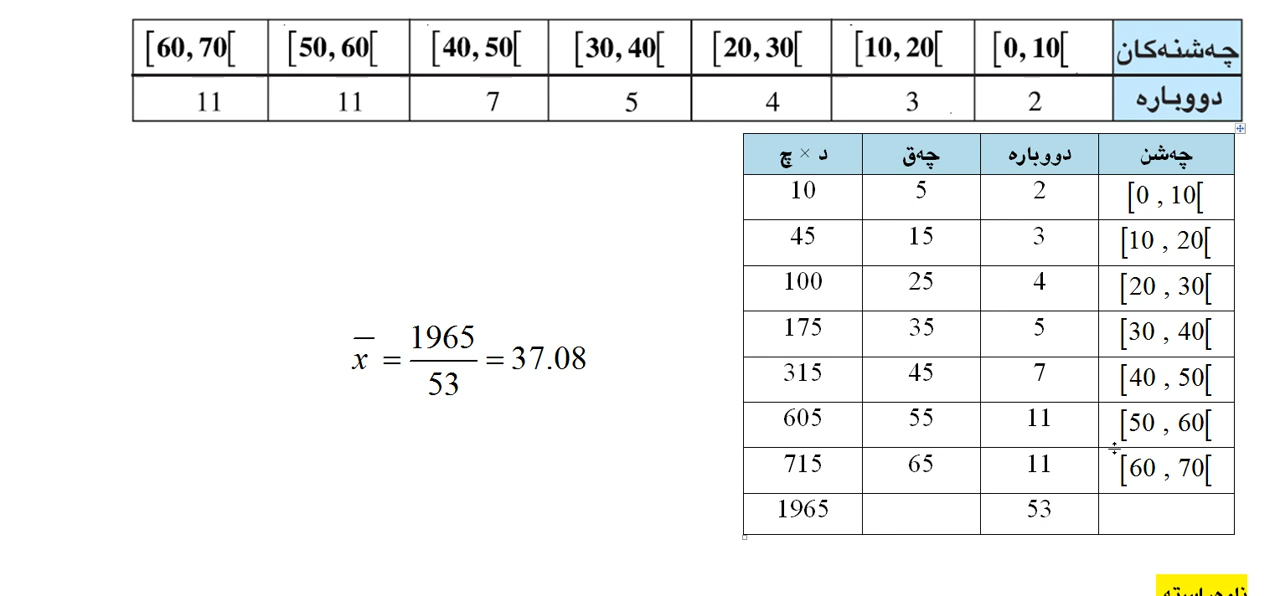 چەشنەکان [0, 10[ [10, 20[ [20, 30[ [30, 40[ [40, 50[ [50, 60[ [60, 70[
دووبارە 2 3 4 5 7 11 11
چەشن دووبارە چەق د × چ
[0 , 10[ 2 5 10
[10 , 20[ 3 15 45
[20 , 30[ 4 25 100
[30 , 40[ 5 35 175
[40 , 50[ 7 45 315
[50 , 60[ 11 55 605
[60 , 70[ 11 65 715
53 1965
x̄ = 1965/53 = 37.08